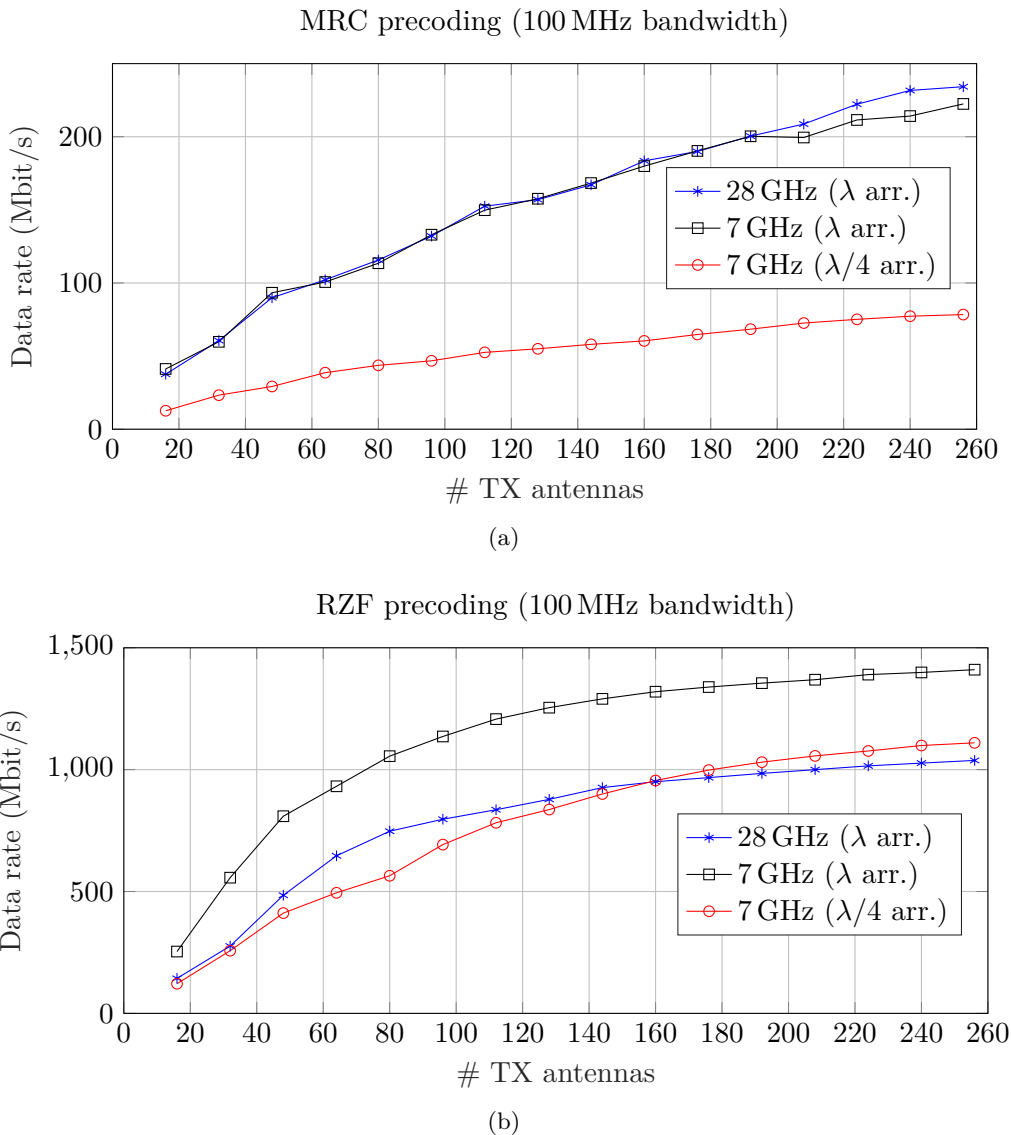 MRC precoding (100 MHz bandwidth)
Data rate (Mbit/s)
200
100
0
28 GHz (λ arr.)
7 GHz (λ arr.)
7 GHz (λ/4 arr.)
0 20 40 60 80 100 120 140 160 180 200 220 240 260
# TX antennas
(a)
RZF precoding (100 MHz bandwidth)
Data rate (Mbit/s)
1,500
1,000
500
0
28 GHz (λ arr.)
7 GHz (λ arr.)
7 GHz (λ/4 arr.)
0 20 40 60 80 100 120 140 160 180 200 220 240 260
# TX antennas
(b)